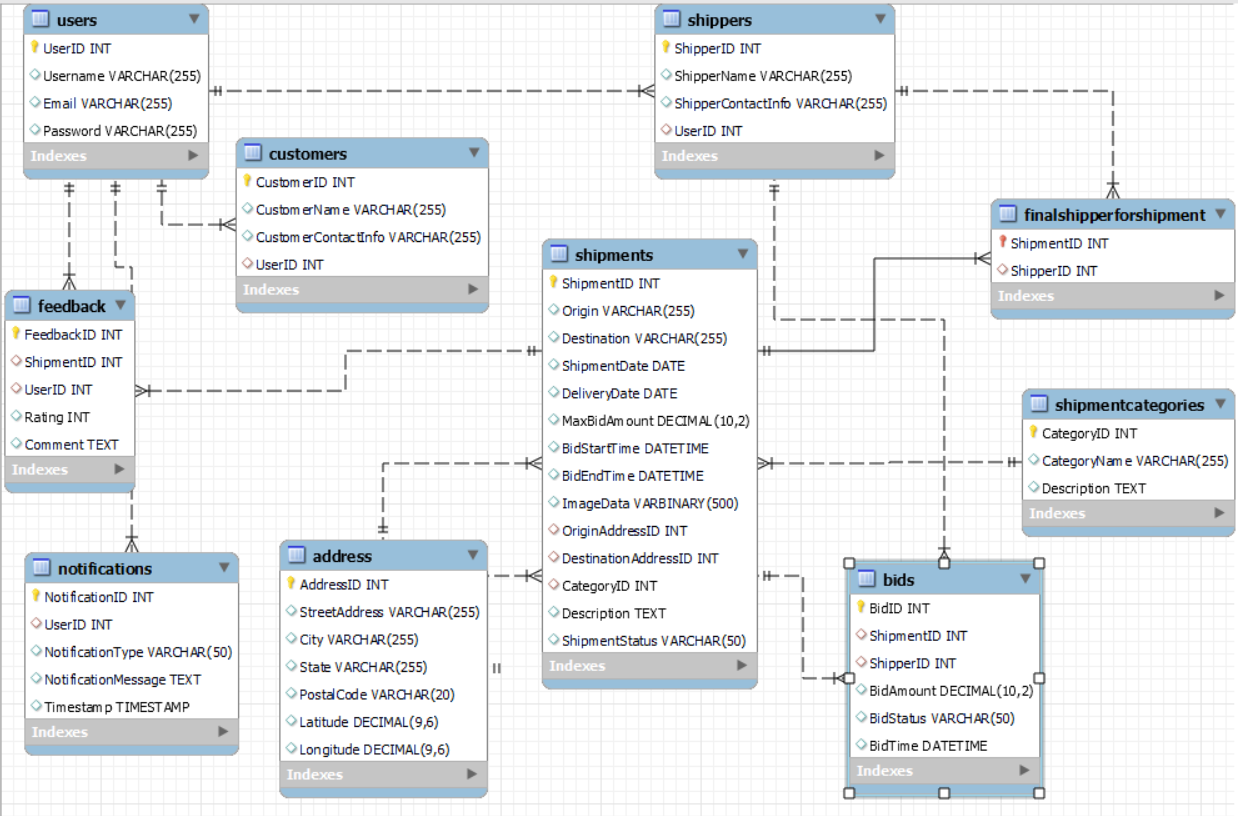 users
UserID INT
Username VARCHAR(255)
Email VARCHAR(255)
Password VARCHAR(255)
Indexes
shippers
ShipperID INT
ShipperName VARCHAR(255)
ShipperContactInfo VARCHAR(255)
UserID INT
Indexes
customers
CustomerID INT
CustomerName VARCHAR(255)
CustomerContactInfo VARCHAR(255)
UserID INT
Indexes
finalshipperforshipment
ShipmentID INT
ShipperID INT
Indexes
shipments
ShipmentID INT
Origin VARCHAR(255)
Destination VARCHAR(255)
ShipmentDate DATE
DeliveryDate DATE
MaxBidAmount DECIMAL(10,2)
BidStartTime DATETIME
BidEndTime DATETIME
ImageData VARBINARY(500)
OriginAddressID INT
DestinationAddressID INT
CategoryID INT
Description TEXT
ShipmentStatus VARCHAR(50)
Indexes
feedback
FeedbackID INT
ShipmentID INT
UserID INT
Rating INT
Comment TEXT
Indexes
shipmentcategories
CategoryID INT
CategoryName VARCHAR(255)
Description TEXT
Indexes
notifications
NotificationID INT
UserID INT
NotificationType VARCHAR(50)
NotificationMessage TEXT
Timestamp TIMESTAMP
Indexes
address
AddressID INT
StreetAddress VARCHAR(255)
City VARCHAR(255)
State VARCHAR(255)
PostalCode VARCHAR(20)
Latitude DECIMAL(9,6)
Longitude DECIMAL(9,6)
Indexes
bids
BidID INT
ShipmentID INT
ShipperID INT
BidAmount DECIMAL(10,2)
BidStatus VARCHAR(50)
BidTime DATETIME
Indexes